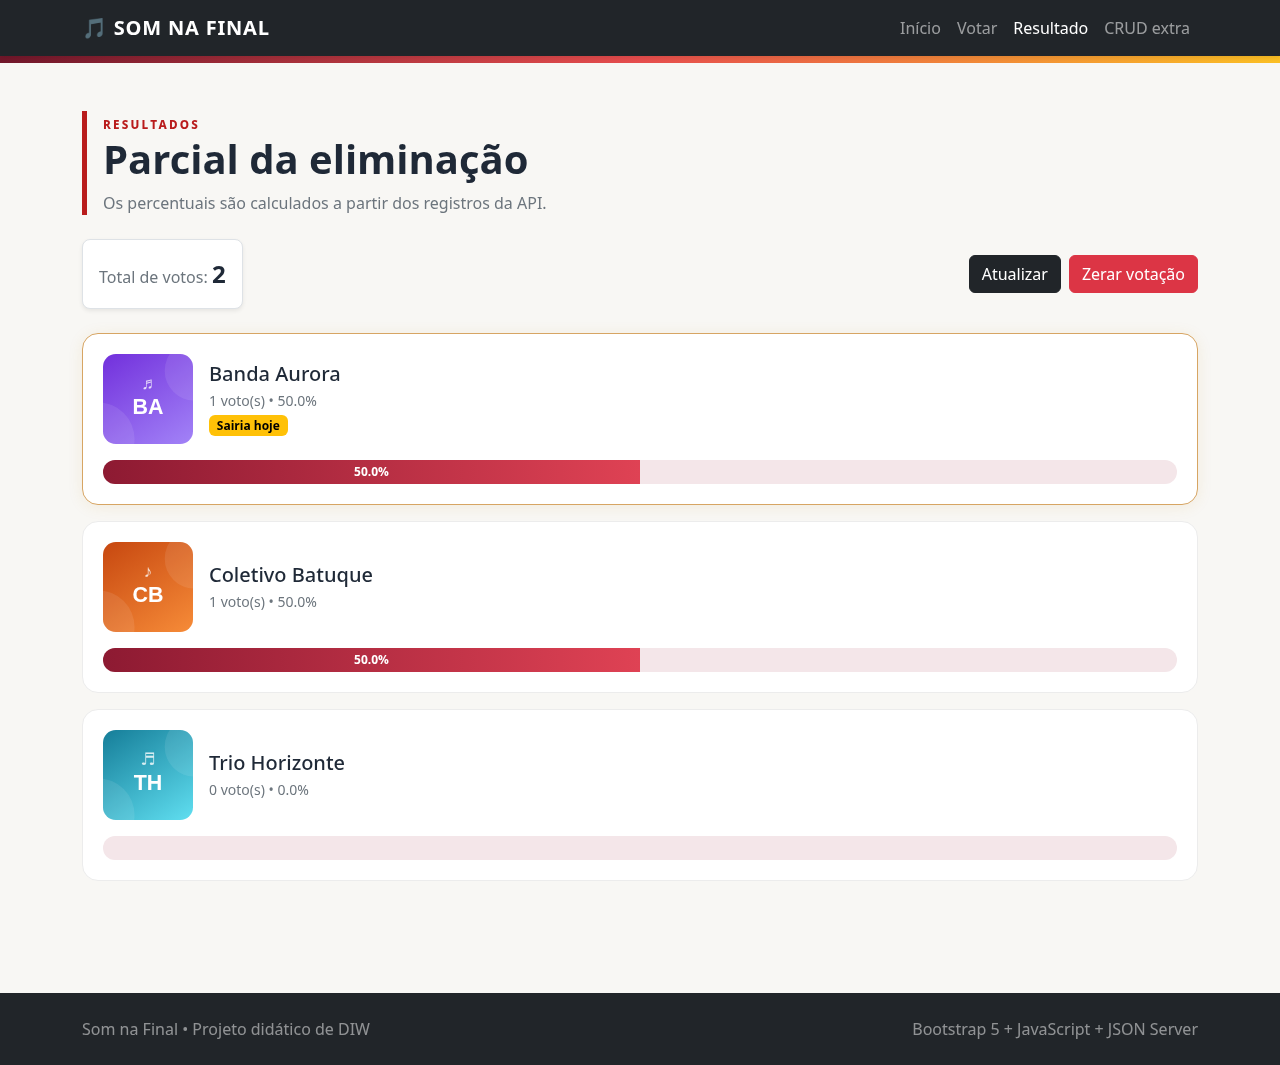 🎵 SOM NA FINAL
Início Votar Resultado CRUD extra
RESULTADOS
Parcial da eliminação
Os percentuais são calculados a partir dos registros da API.
Total de votos: 2
Atualizar Zerar votação
♬
BA
Banda Aurora
1 voto(s) • 50.0%
Sairia hoje
50.0%
♪
CB
Coletivo Batuque
1 voto(s) • 50.0%
50.0%
♬
TH
Trio Horizonte
0 voto(s) • 0.0%
Som na Final • Projeto didático de DIW
Bootstrap 5 + JavaScript + JSON Server